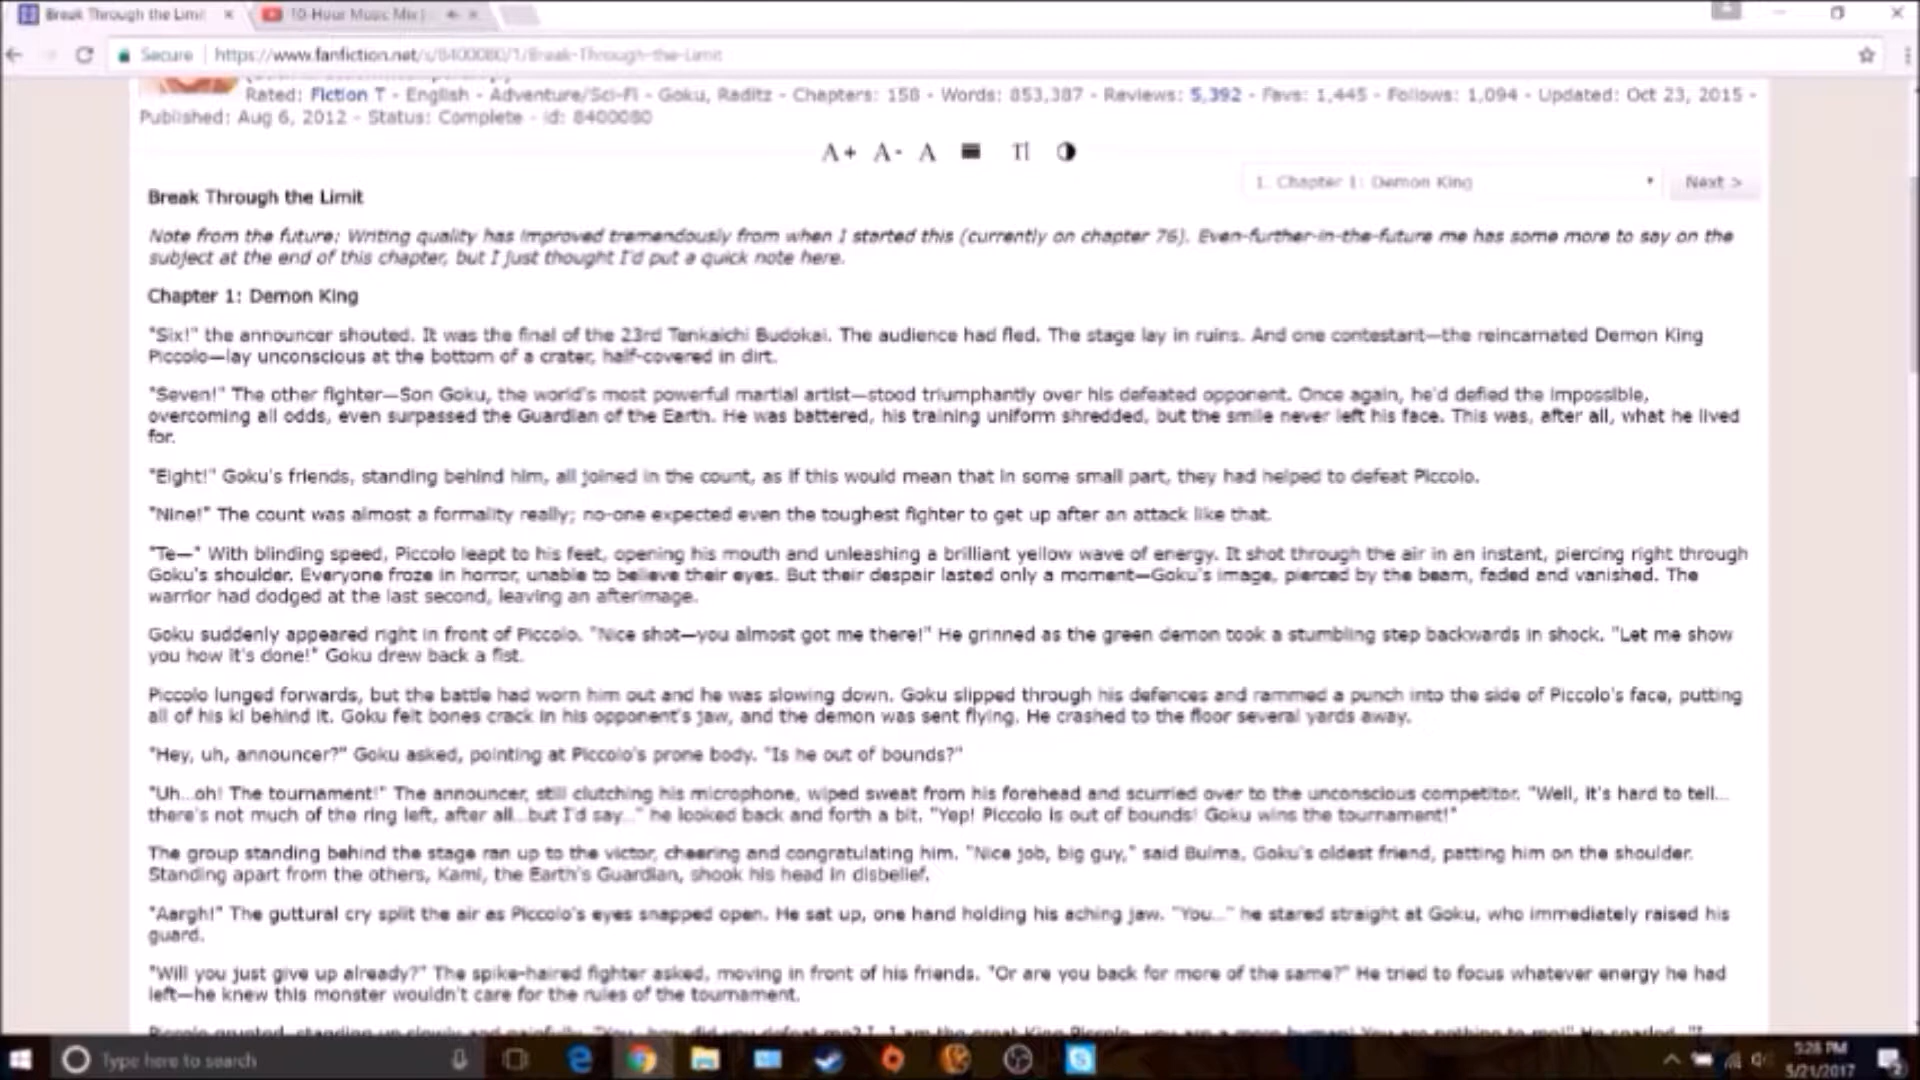 Break Through the Limit
10-Hour Music Mix
Secure https://www.fanfiction.net/s/8400080/1/Break-Through-the-Limit
Rated: Fiction T - English - Adventure/Sci-Fi - Goku, Raditz - Chapters: 158 - Words: 853,387 - Reviews: 5,392 - Favs: 1,445 - Follows: 1,094 - Updated: Oct 23, 2015 -
Published: Aug 6, 2012 - Status: Complete - id: 8400080
A+ A- A
1. Chapter 1: Demon King
Next >
Break Through the Limit
Note from the future: Writing quality has improved tremendously from when I started this (currently on chapter 76). Even-further-in-the-future me has some more to say on the
subject at the end of this chapter, but I just thought I'd put a quick note here.
Chapter 1: Demon King
"Six!" the announcer shouted. It was the final of the 23rd Tenkaichi Budokai. The audience had fled. The stage lay in ruins. And one contestant—the reincarnated Demon King
Piccolo—lay unconscious at the bottom of a crater, half-covered in dirt.
"Seven!" The other fighter—Son Goku, the world's most powerful martial artist—stood triumphantly over his defeated opponent. Once again, he'd defied the impossible,
overcoming all odds, even surpassed the Guardian of the Earth. He was battered, his training uniform shredded, but the smile never left his face. This was, after all, what he lived
for.
"Eight!" Goku's friends, standing behind him, all joined in the count, as if this would mean that in some small part, they had helped to defeat Piccolo.
"Nine!" The count was almost a formality really; no-one expected even the toughest fighter to get up after an attack like that.
"Te—" With blinding speed, Piccolo leapt to his feet, opening his mouth and unleashing a brilliant yellow wave of energy. It shot through the air in an instant, piercing right through
Goku's shoulder. Everyone froze in horror, unable to believe their eyes. But their despair lasted only a moment—Goku's image, pierced by the beam, faded and vanished. The
warrior had dodged at the last second, leaving an afterimage.
Goku suddenly appeared right in front of Piccolo. "Nice shot—you almost got me there!" He grinned as the green demon took a stumbling step backwards in shock. "Let me show
you how it's done!" Goku drew back a fist.
Piccolo lunged forwards, but the battle had worn him out and he was slowing down. Goku slipped through his defences and rammed a punch into the side of Piccolo's face, putting
all of his ki behind it. Goku felt bones crack in his opponent's jaw, and the demon was sent flying. He crashed to the floor several yards away.
"Hey, uh, announcer?" Goku asked, pointing at Piccolo's prone body. "Is he out of bounds?"
"Uh...oh! The tournament!" The announcer, still clutching his microphone, wiped sweat from his forehead and scurried over to the unconscious competitor. "Well, it's hard to tell...
there's not much of the ring left, after all...but I'd say..." he looked back and forth a bit. "Yep! Piccolo is out of bounds! Goku wins the tournament!"
The group standing behind the stage ran up to the victor, cheering and congratulating him. "Nice job, big guy," said Bulma, Goku's oldest friend, patting him on the shoulder.
Standing apart from the others, Kami, the Earth's Guardian, shook his head in disbelief.
"Aargh!" The guttural cry split the air as Piccolo's eyes snapped open. He sat up, one hand holding his aching jaw. "You..." he stared straight at Goku, who immediately raised his
guard.
"Will you just give up already?" The spike-haired fighter asked, moving in front of his friends. "Or are you back for more of the same?" He tried to focus whatever energy he had
left—he knew this monster wouldn't care for the rules of the tournament.
Type here to search
5:28 PM
5/21/2017